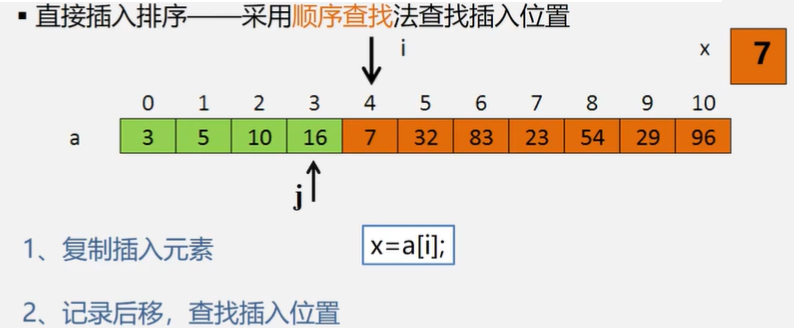 ▪ 直接插入排序——采用顺序查找法查找插入位置
i
x 7
0 1 2 3 4 5 6 7 8 9 10
a 3 5 10 16 7 32 83 23 54 29 96
j
1、复制插入元素 x=a[i];
2、记录后移，查找插入位置